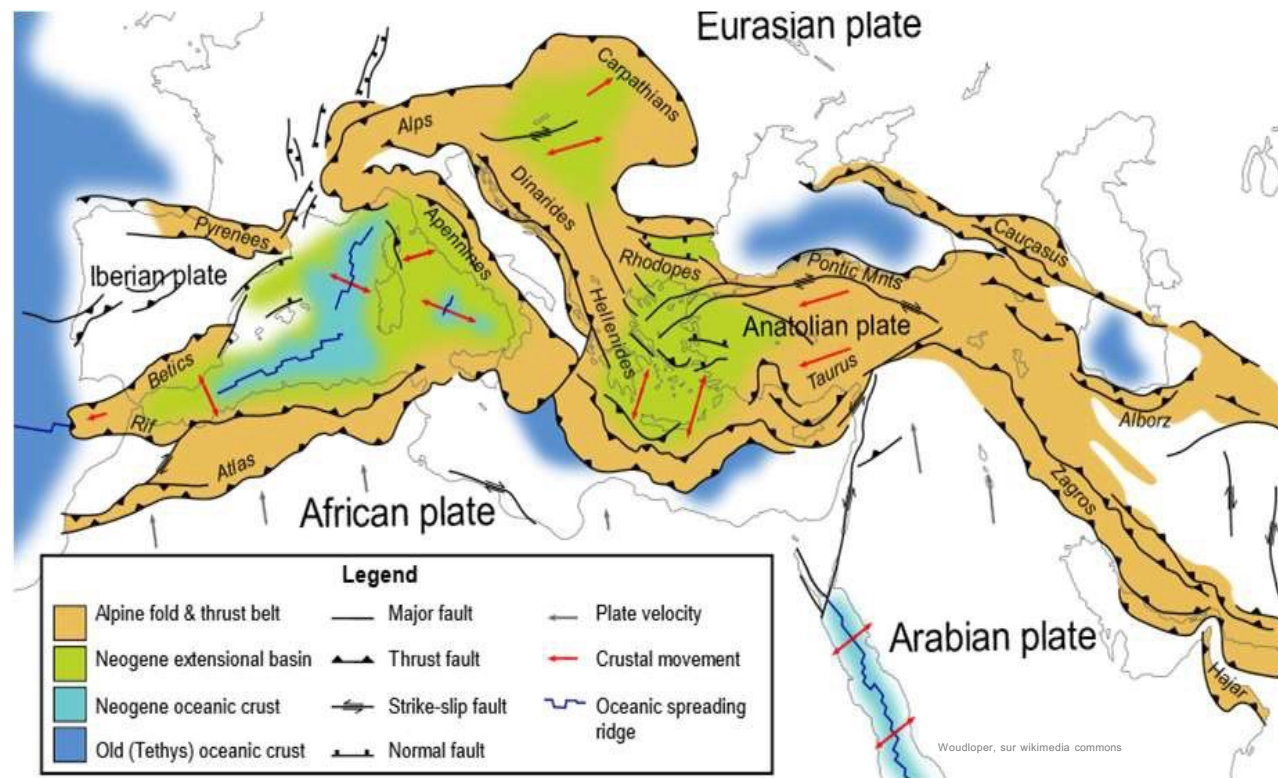 Eurasian plate
Carpathians
Alps
Dinarides
Pyrenees
Apennines
Caucasus
Iberian plate
Rhodopes
Pontic Mnts
Hellenides
Anatolian plate
Betics
Taurus
Rif
Alborz
Atlas
Zagros
African plate
Arabian plate
Hajar
Legend
Alpine fold & thrust belt
Major fault
Plate velocity
Neogene extensional basin
Thrust fault
Crustal movement
Neogene oceanic crust
Strike-slip fault
Oceanic spreading
ridge
Old (Tethys) oceanic crust
Normal fault
Woudloper, sur wikimedia commons